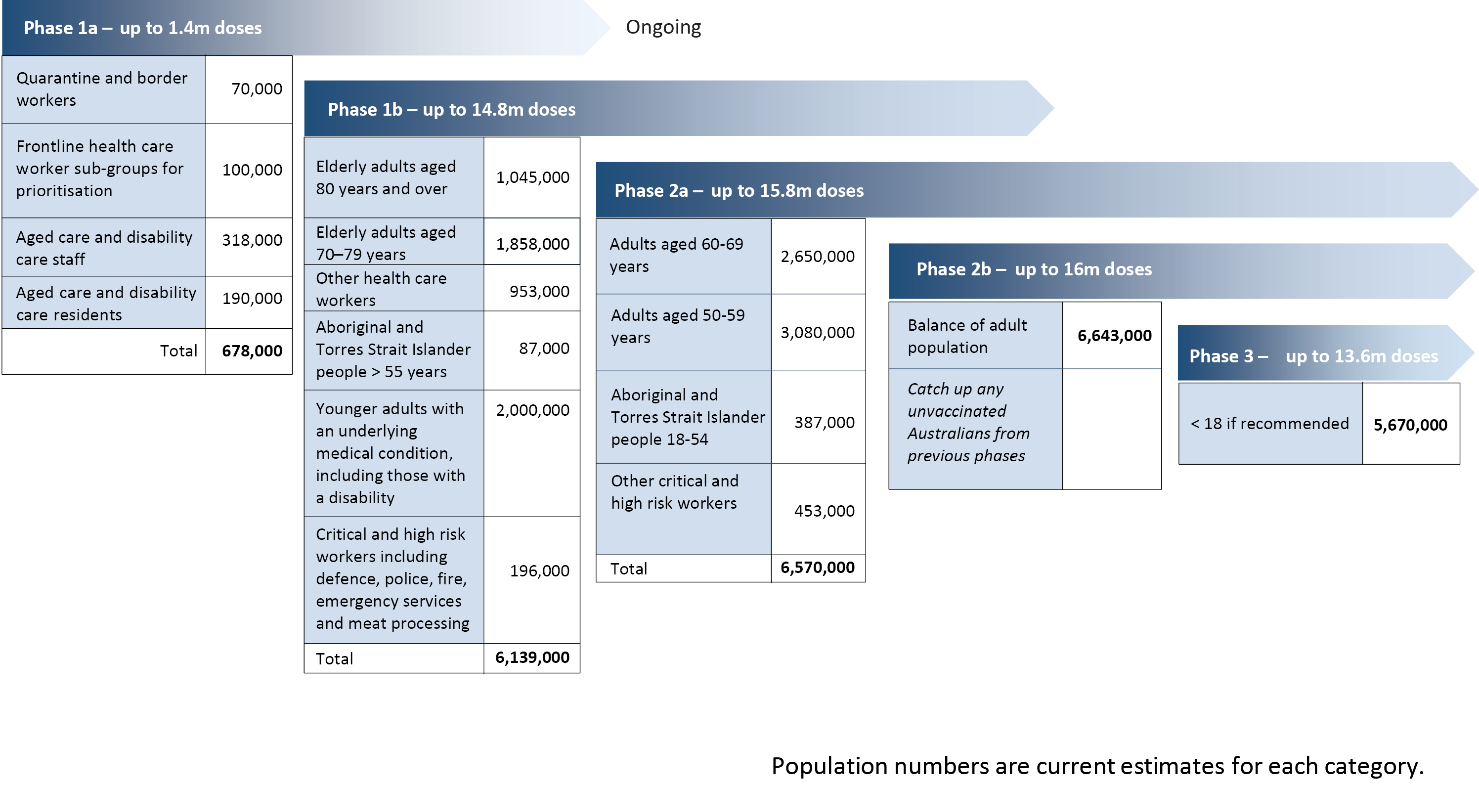 Phase 1a – up to 1.4m doses
Ongoing
Quarantine and border
workers
70,000
Frontline health care
worker sub-groups for
prioritisation
100,000
Aged care and disability
care staff
318,000
Aged care and disability
care residents
190,000
Total
678,000
Phase 1b – up to 14.8m doses
Elderly adults aged
80 years and over
1,045,000
Elderly adults aged
70–79 years
1,858,000
Other health care
workers
953,000
Aboriginal and
Torres Strait Islander
people > 55 years
87,000
Younger adults with
an underlying
medical condition,
including those with
a disability
2,000,000
Critical and high risk
workers including
defence, police, fire,
emergency services
and meat processing
196,000
Total
6,139,000
Phase 2a – up to 15.8m doses
Adults aged 60-69
years
2,650,000
Adults aged 50-59
years
3,080,000
Aboriginal and
Torres Strait Islander
people 18-54
387,000
Other critical and
high risk workers
453,000
Total
6,570,000
Phase 2b – up to 16m doses
Balance of adult
population
6,643,000
Catch up any
unvaccinated
Australians from
previous phases
Phase 3 – up to 13.6m doses
< 18 if recommended
5,670,000
Population numbers are current estimates for each category.